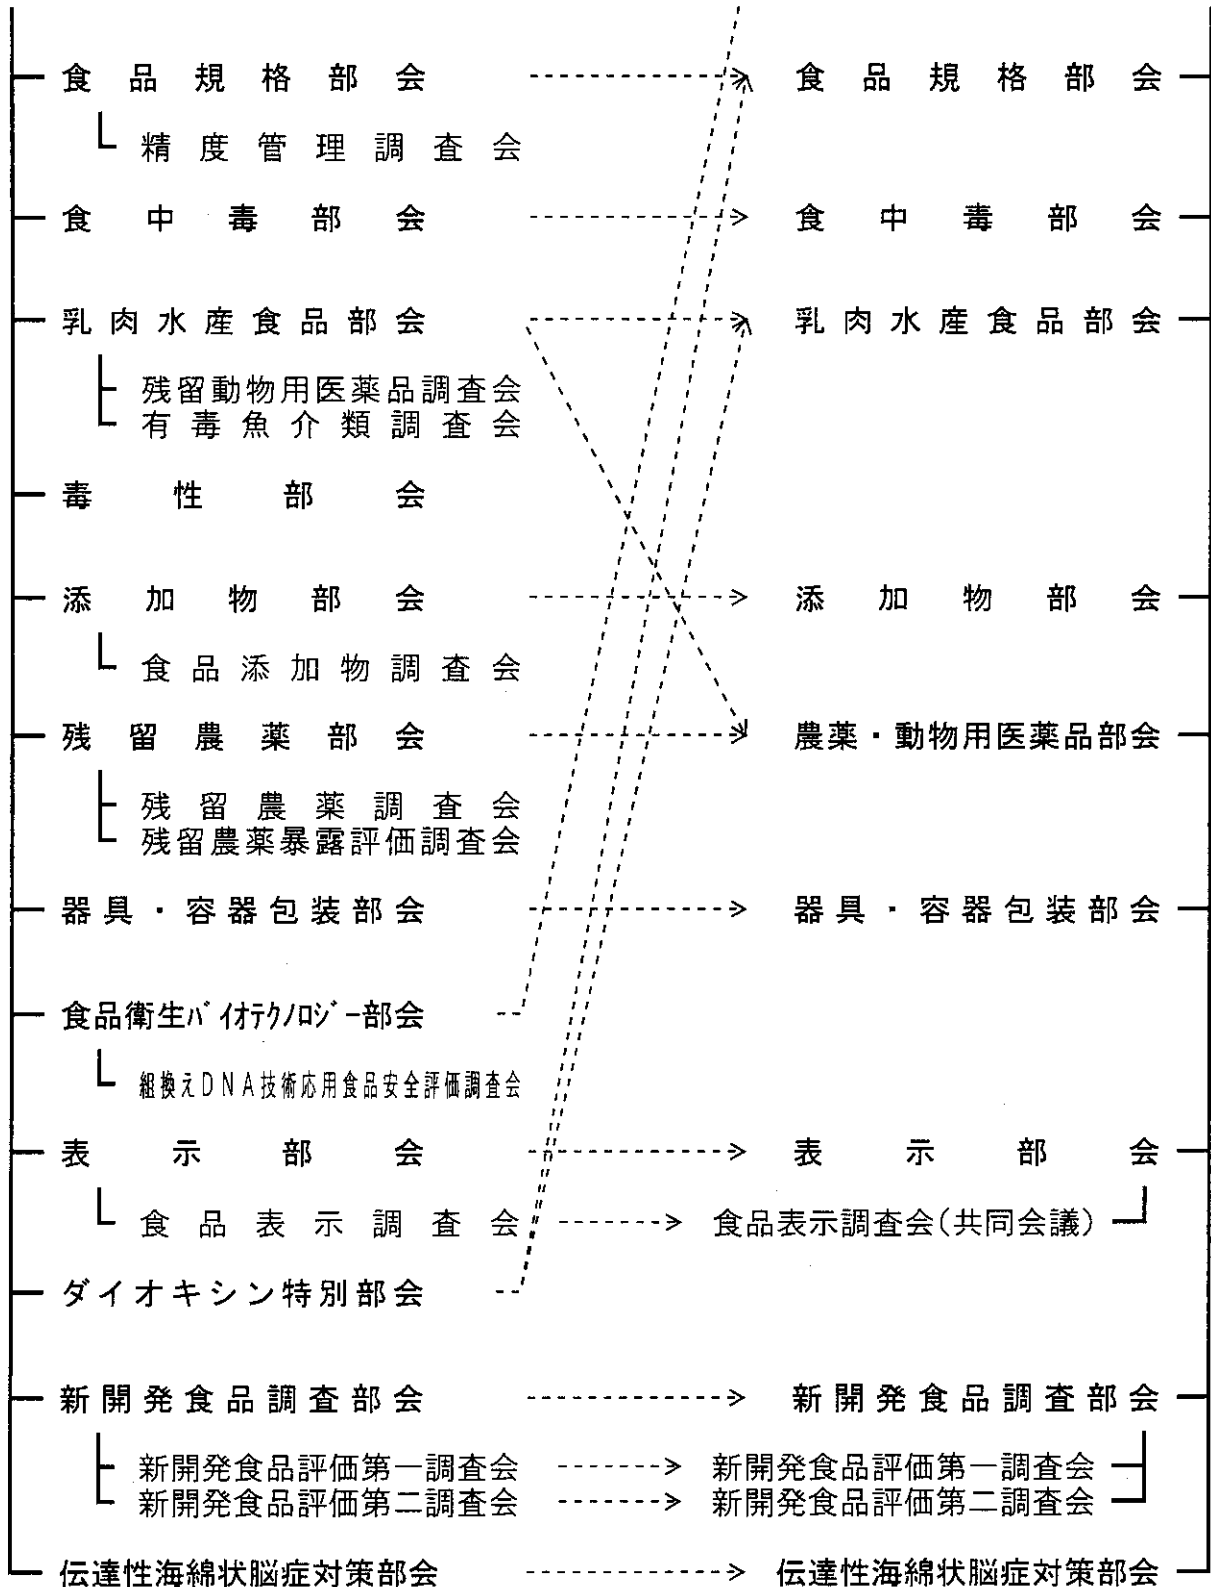 食品規格部会 食品規格部会
精度管理調査会
食中毒部会 食中毒部会
乳肉水産食品部会 乳肉水産食品部会
残留動物用医薬品調査会
有毒魚介類調査会
毒性部会
添加物部会 添加物部会
食品添加物調査会
残留農薬部会 農薬・動物用医薬品部会
残留農薬調査会
残留農薬暴露評価調査会
器具・容器包装部会 器具・容器包装部会
食品衛生バイオテクノロジー部会
組換えDNA技術応用食品安全評価調査会
表示部会 表示部会
食品表示調査会 食品表示調査会(共同会議)
ダイオキシン特別部会
新開発食品調査部会 新開発食品調査部会
新開発食品評価第一調査会 新開発食品評価第一調査会
新開発食品評価第二調査会 新開発食品評価第二調査会
伝達性海綿状脳症対策部会 伝達性海綿状脳症対策部会